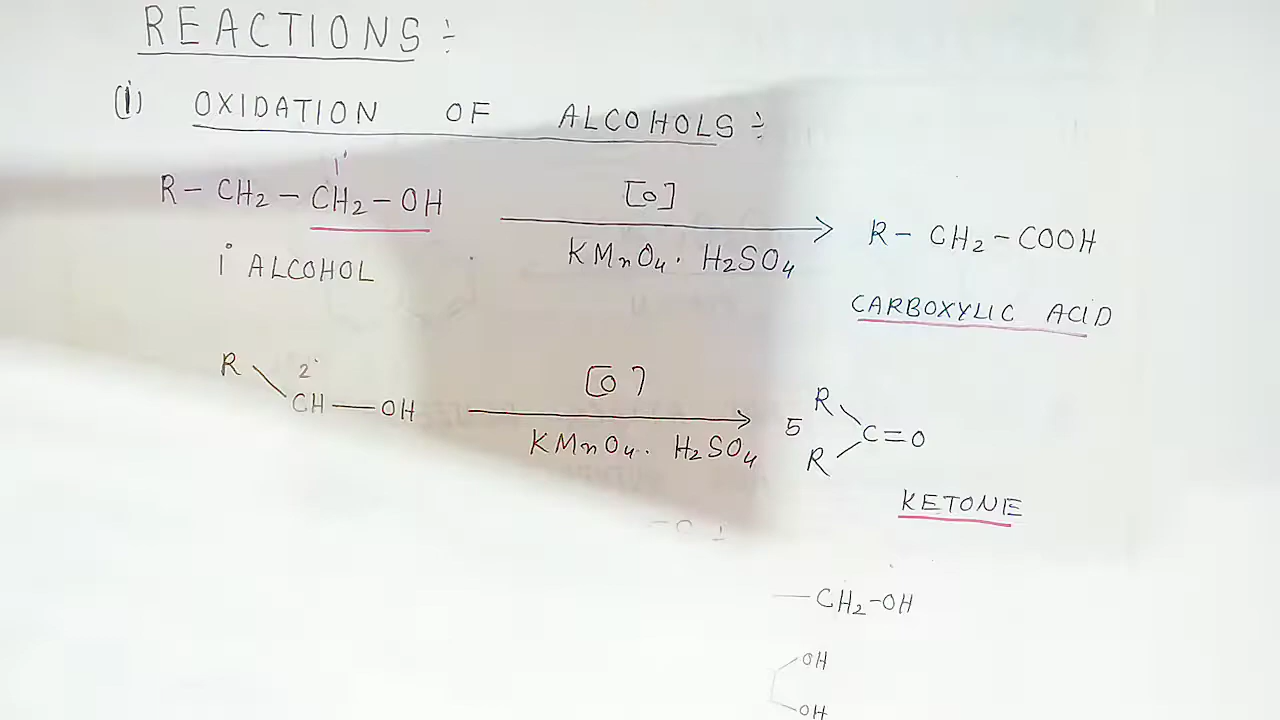 REACTIONS ÷
(1) OXIDATION OF ALCOHOLS ÷
1°
R- CH2 - CH2-OH [O] R- CH2-COOH
KMnO4. H2SO4
1° ALCOHOL
CARBOXYLIC ACID
R 2° [O] R
CH-OH 5 C=O
KMnO4. H2SO4 R
KETONE
-CH2-OH
OH
OH